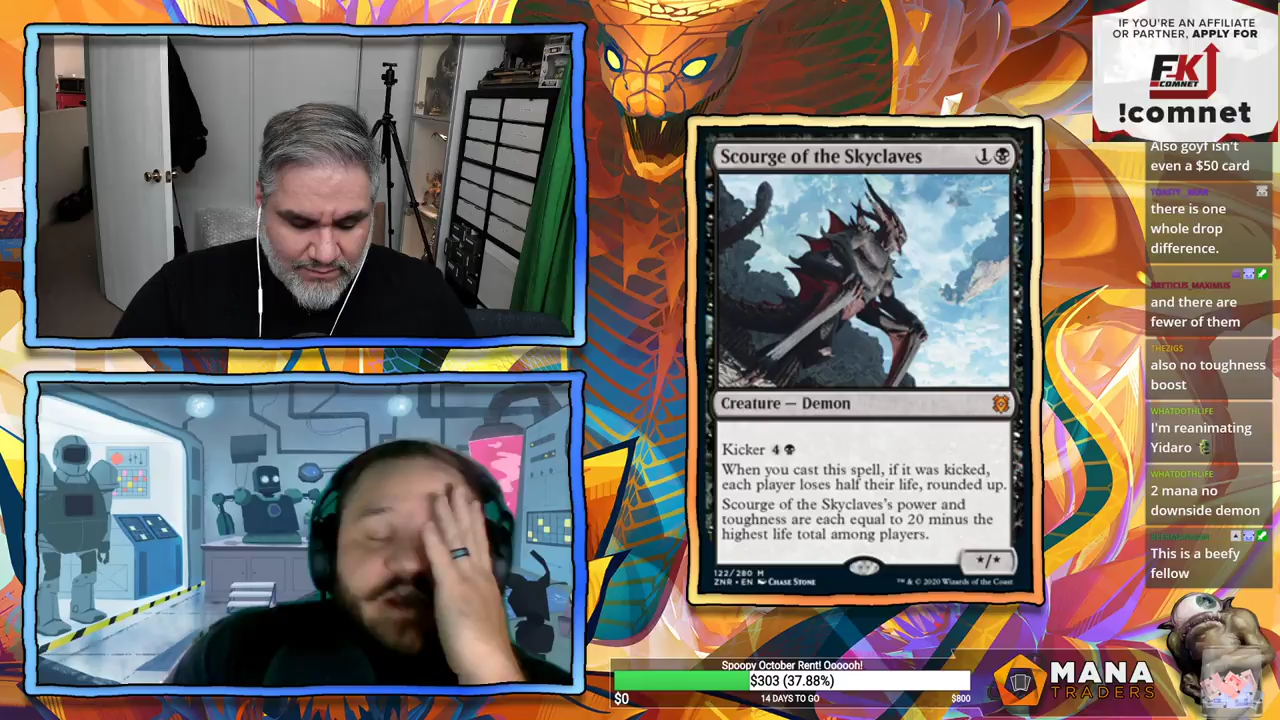 IF YOU'RE AN AFFILIATE
OR PARTNER, APPLY FOR
FK
COMNET
!comnet
Scourge of the Skyclaves 1
Creature — Demon
Kicker 4
When you cast this spell, if it was kicked,
each player loses half their life, rounded up.
Scourge of the Skyclaves's power and
toughness are each equal to 20 minus the
highest life total among players.
*/*
122/280 M
ZNR • EN CHASE STONE
™ & © 2020 Wizards of the Coast
Also goyf isn't
even a $50 card
there is one
whole drop
difference.
and there are
fewer of them
THEZIGS
also no toughness
boost
WHATDOTHLIFE
I'm reanimating
Yidaro
WHATDOTHLIFE
2 mana no
downside demon
This is a beefy
fellow
Spoopy October Rent! Oooooh!
$303 (37.88%)
$0
14 DAYS TO GO
$800
MANA
TRADERS